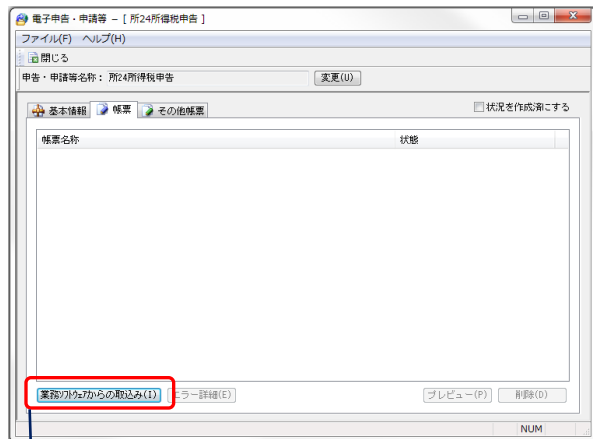 電子申告・申請等 － [ 所24所得税申告 ]
ファイル(F) ヘルプ(H)
閉じる
申告・申請等名称： 所24所得税申告 変更(U)
基本情報 帳票 その他帳票 状況を作成済にする
帳票名称 状態
業務ソフトウェアからの取込み(I) エラー詳細(E) プレビュー(P) 削除(D)
NUM